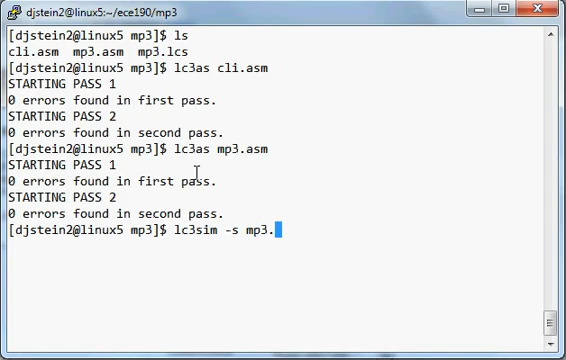 djstein2@linux5:~/ece190/mp3
[djstein2@linux5 mp3]$ ls
cli.asm  mp3.asm  mp3.lcs
[djstein2@linux5 mp3]$ lc3as cli.asm
STARTING PASS 1
0 errors found in first pass.
STARTING PASS 2
0 errors found in second pass.
[djstein2@linux5 mp3]$ lc3as mp3.asm
STARTING PASS 1
0 errors found in first pass.
STARTING PASS 2
0 errors found in second pass.
[djstein2@linux5 mp3]$ lc3sim -s mp3.